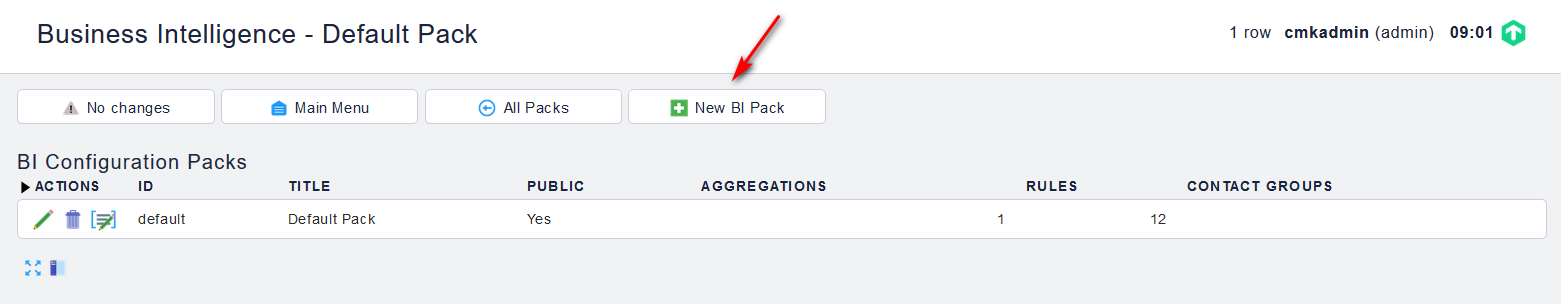 Business Intelligence - Default Pack
1 row cmkadmin (admin) 09:01
No changes Main Menu All Packs New BI Pack
BI Configuration Packs
ACTIONS ID TITLE PUBLIC AGGREGATIONS RULES CONTACT GROUPS
default Default Pack Yes 1 12